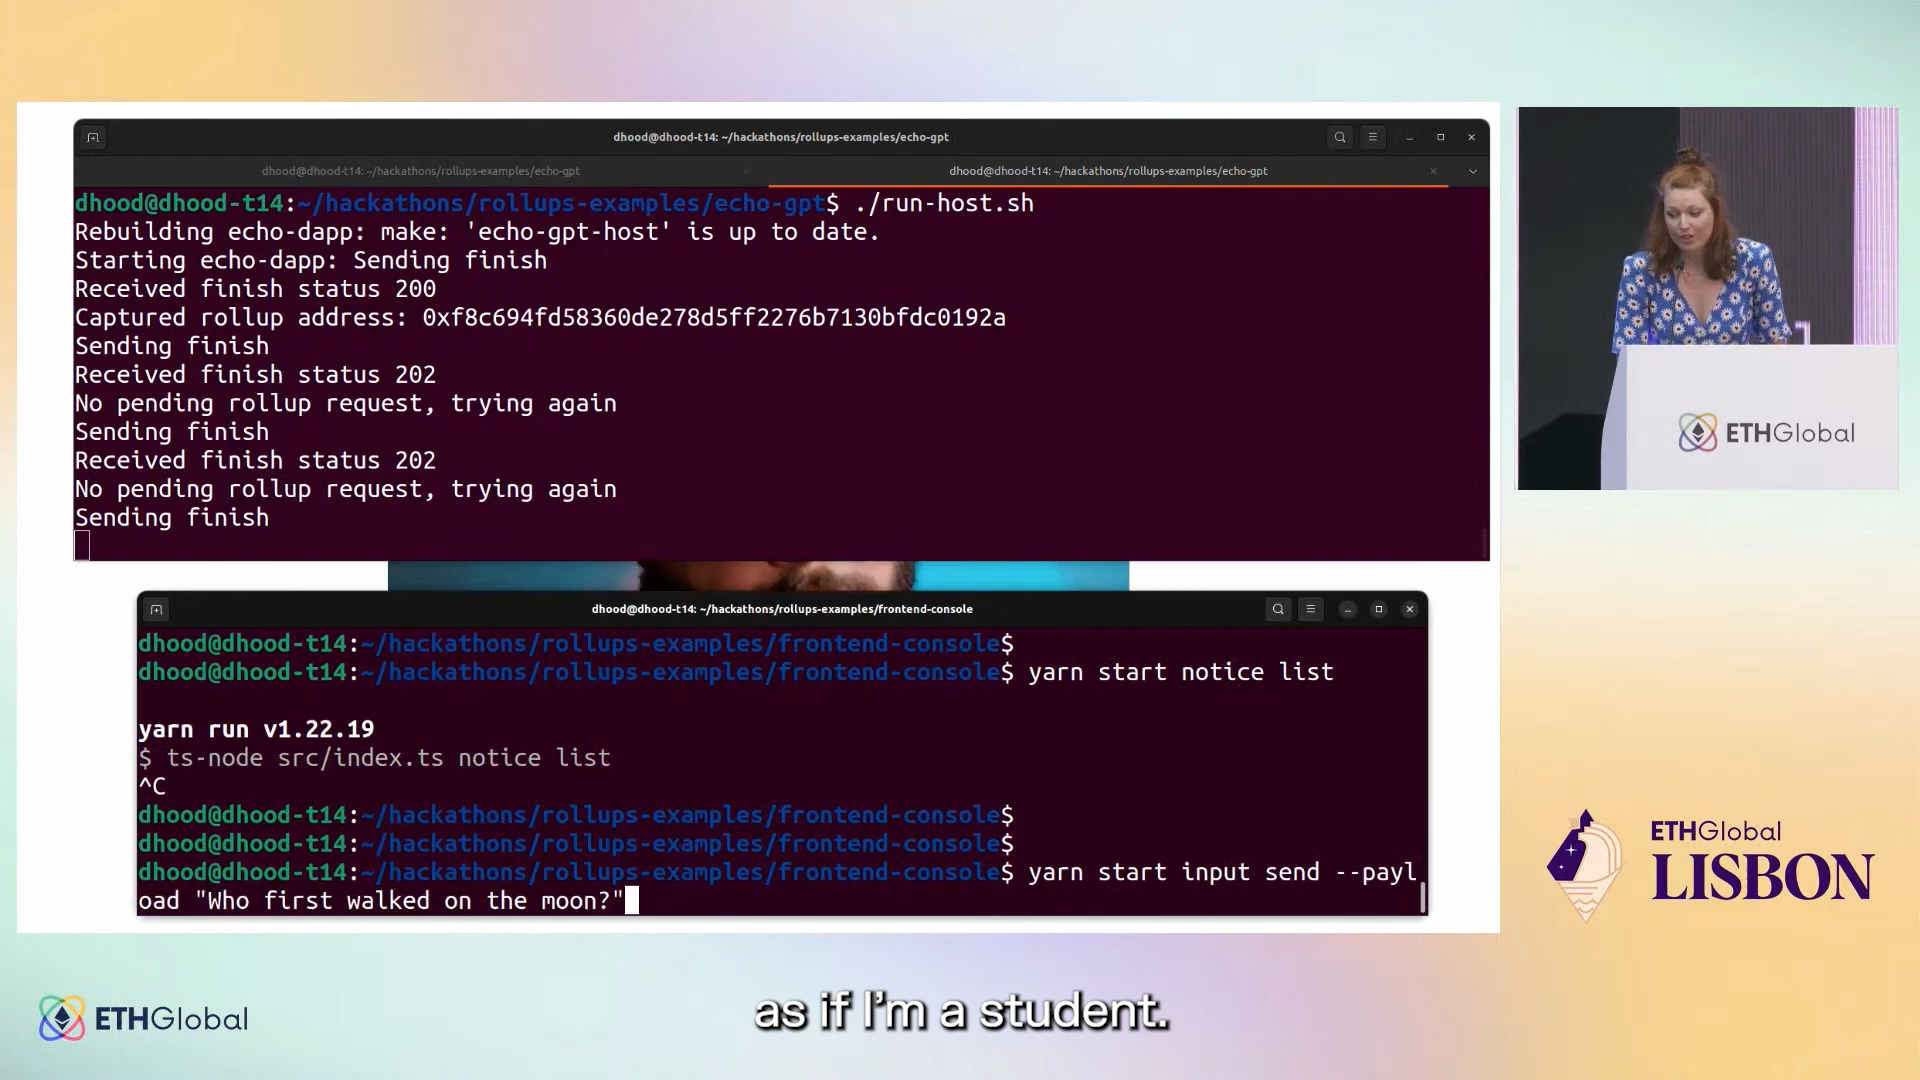 dhood@dhood-t14: ~/hackathons/rollups-examples/echo-gpt
dhood@dhood-t14: ~/hackathons/rollups-examples/echo-gpt
dhood@dhood-t14: ~/hackathons/rollups-examples/echo-gpt
dhood@dhood-t14:~/hackathons/rollups-examples/echo-gpt$ ./run-host.sh
Rebuilding echo-dapp: make: 'echo-gpt-host' is up to date.
Starting echo-dapp: Sending finish
Received finish status 200
Captured rollup address: 0xf8c694fd58360de278d5ff2276b7130bfdc0192a
Sending finish
Received finish status 202
No pending rollup request, trying again
Sending finish
Received finish status 202
No pending rollup request, trying again
Sending finish
dhood@dhood-t14: ~/hackathons/rollups-examples/frontend-console
dhood@dhood-t14:~/hackathons/rollups-examples/frontend-console$
dhood@dhood-t14:~/hackathons/rollups-examples/frontend-console$ yarn start notice list
yarn run v1.22.19
$ ts-node src/index.ts notice list
^C
dhood@dhood-t14:~/hackathons/rollups-examples/frontend-console$
dhood@dhood-t14:~/hackathons/rollups-examples/frontend-console$
dhood@dhood-t14:~/hackathons/rollups-examples/frontend-console$ yarn start input send --payl
oad "Who first walked on the moon?"
ETHGlobal
ETHGlobal
LISBON
ETHGlobal
as if I'm a student.